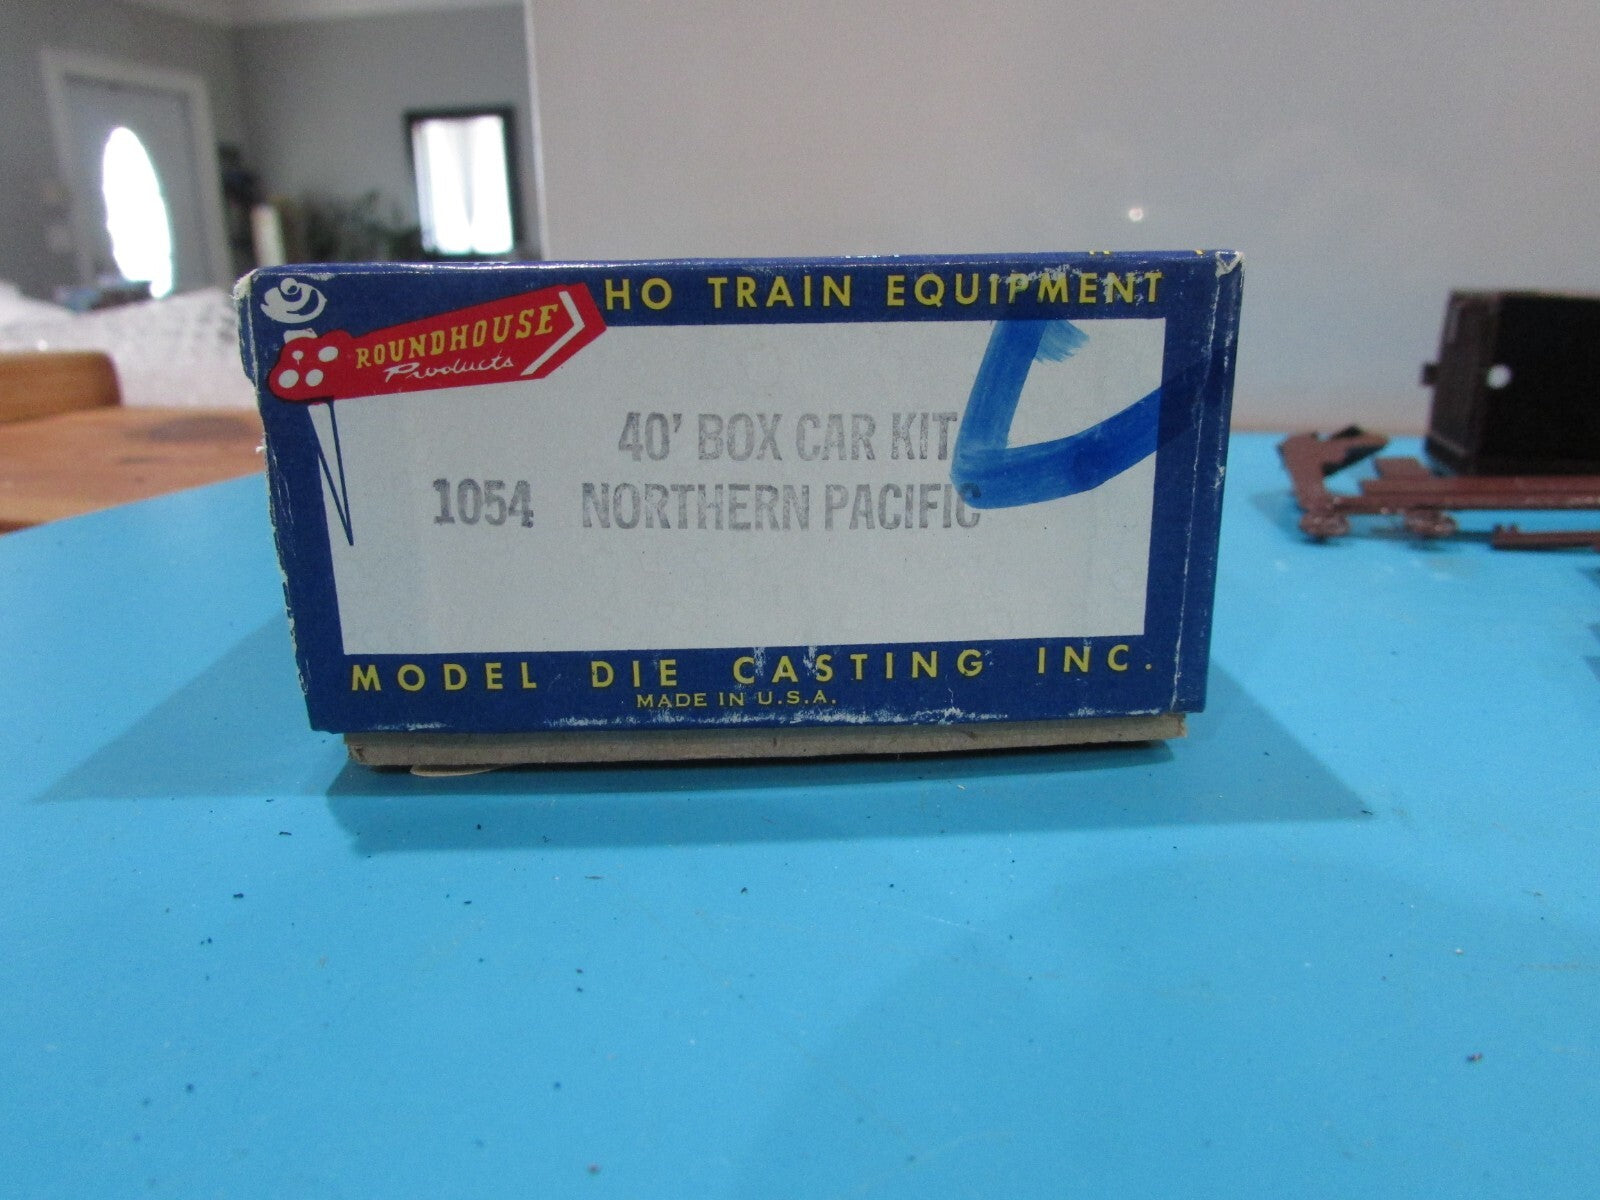 HO TRAIN EQUIPMENT
ROUNDHOUSE
Products
40' BOX CAR KIT
1054 NORTHERN PACIFIC
MODEL DIE CASTING INC.
MADE IN U.S.A.